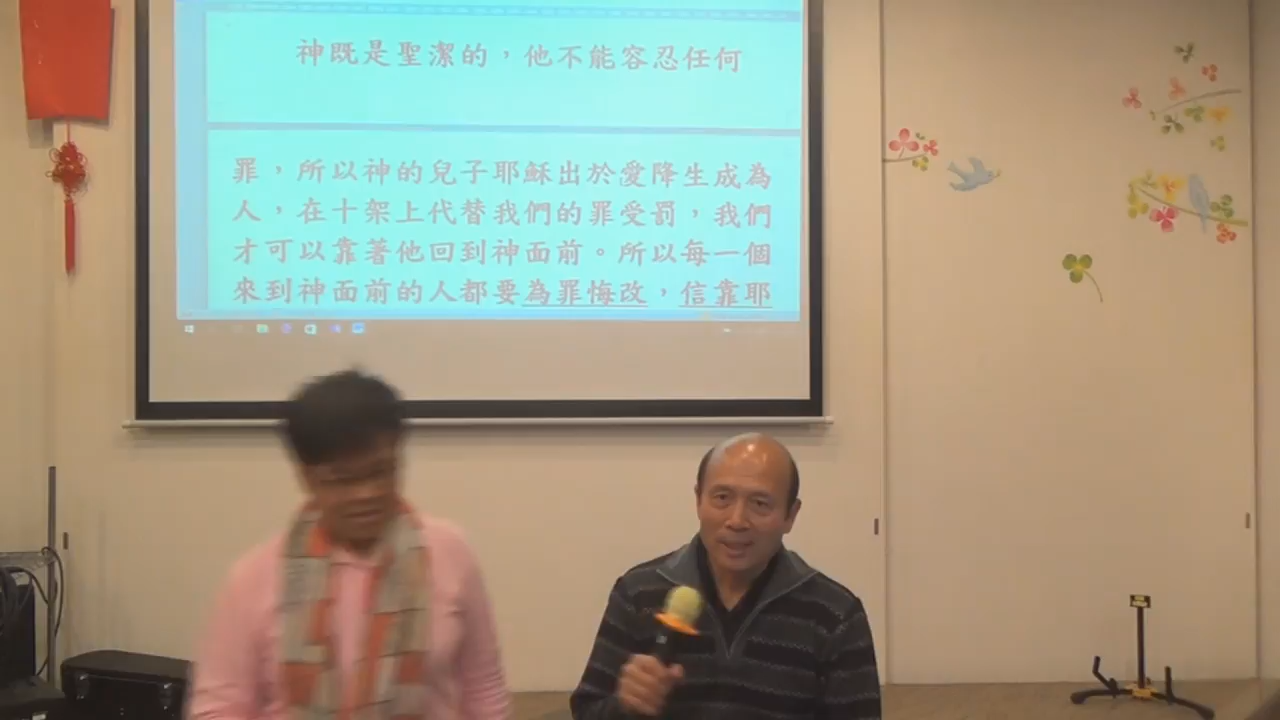 神既是聖潔的，他不能容忍任何
罪，所以神的兒子耶穌出於愛降生成為
人，在十架上代替我們的罪受罰，我們
才可以靠著他回到神面前。所以每一個
來到神面前的人都要為罪悔改，信靠耶